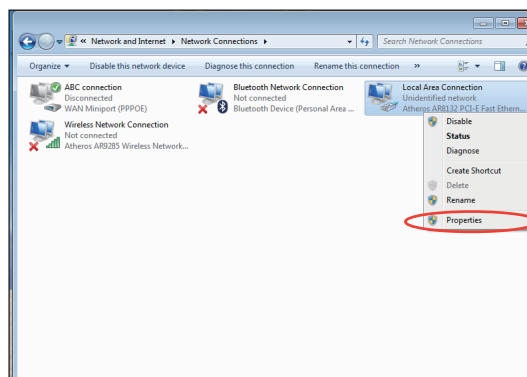 « Network and Internet ▸ Network Connections ▸
Search Network Connections
Organize ▾ Disable this network device Diagnose this connection Rename this connection »
ABC connection
Disconnected
WAN Miniport (PPPOE)
Bluetooth Network Connection
Not connected
Bluetooth Device (Personal Area ...
Local Area Connection
Unidentified network
Atheros AR8132 PCI-E Fast Ethern...
Wireless Network Connection
Not connected
Atheros AR9285 Wireless Network...
Disable
Status
Diagnose
Create Shortcut
Delete
Rename
Properties